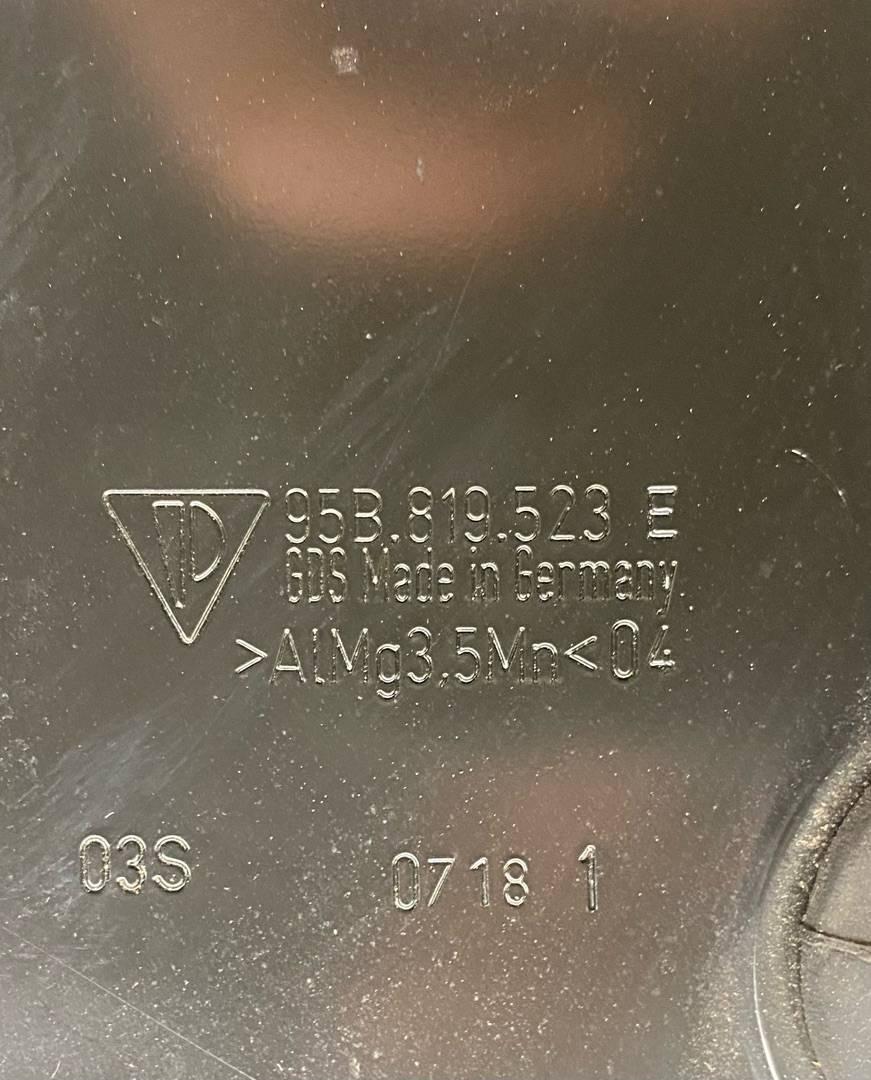 95B.819.523 E
GDS Made in Germany
>AlMg3,5Mn<04
03S 0718 1